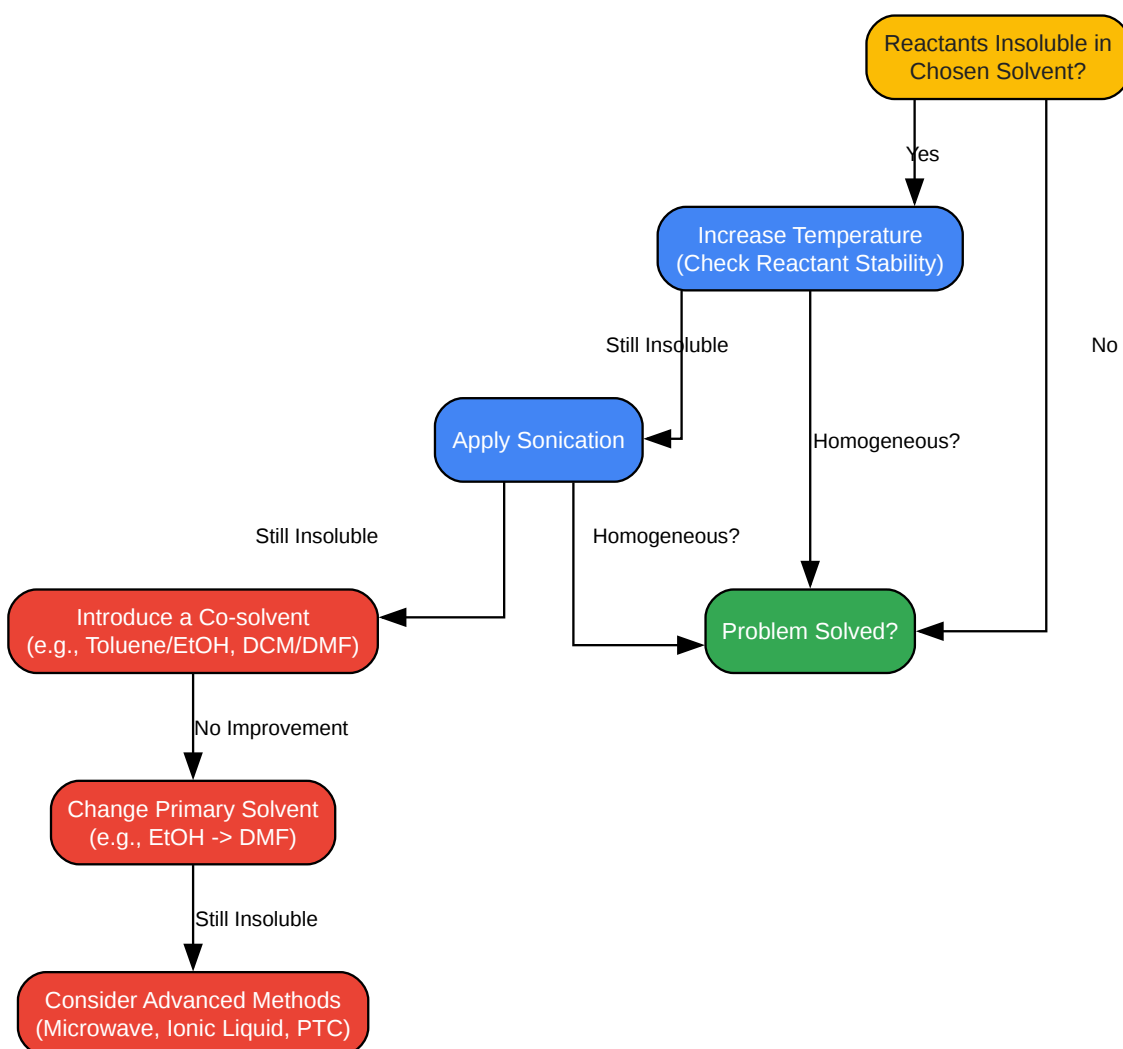 Reactants Insoluble in
Chosen Solvent?
Yes
Increase Temperature
(Check Reactant Stability)
Still Insoluble
No
Apply Sonication
Homogeneous?
Still Insoluble
Homogeneous?
Introduce a Co-solvent
(e.g., Toluene/EtOH, DCM/DMF)
Problem Solved?
No Improvement
Change Primary Solvent
(e.g., EtOH -> DMF)
Still Insoluble
Consider Advanced Methods
(Microwave, Ionic Liquid, PTC)